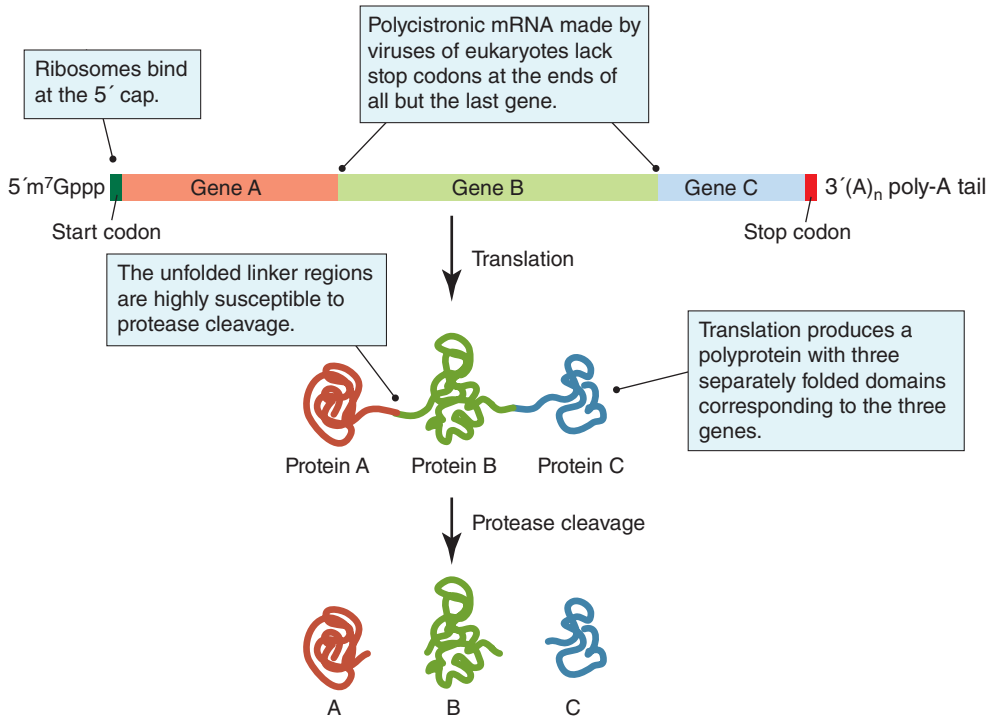 Polycistronic mRNA made by
viruses of eukaryotes lack
stop codons at the ends of
all but the last gene.
Ribosomes bind
at the 5´ cap.
5´m⁷Gppp Gene A Gene B Gene C 3´(A)ₙ poly-A tail
Start codon Stop codon
Translation
The unfolded linker regions
are highly susceptible to
protease cleavage.
Translation produces a
polyprotein with three
separately folded domains
corresponding to the three
genes.
Protein A Protein B Protein C
Protease cleavage
A B C